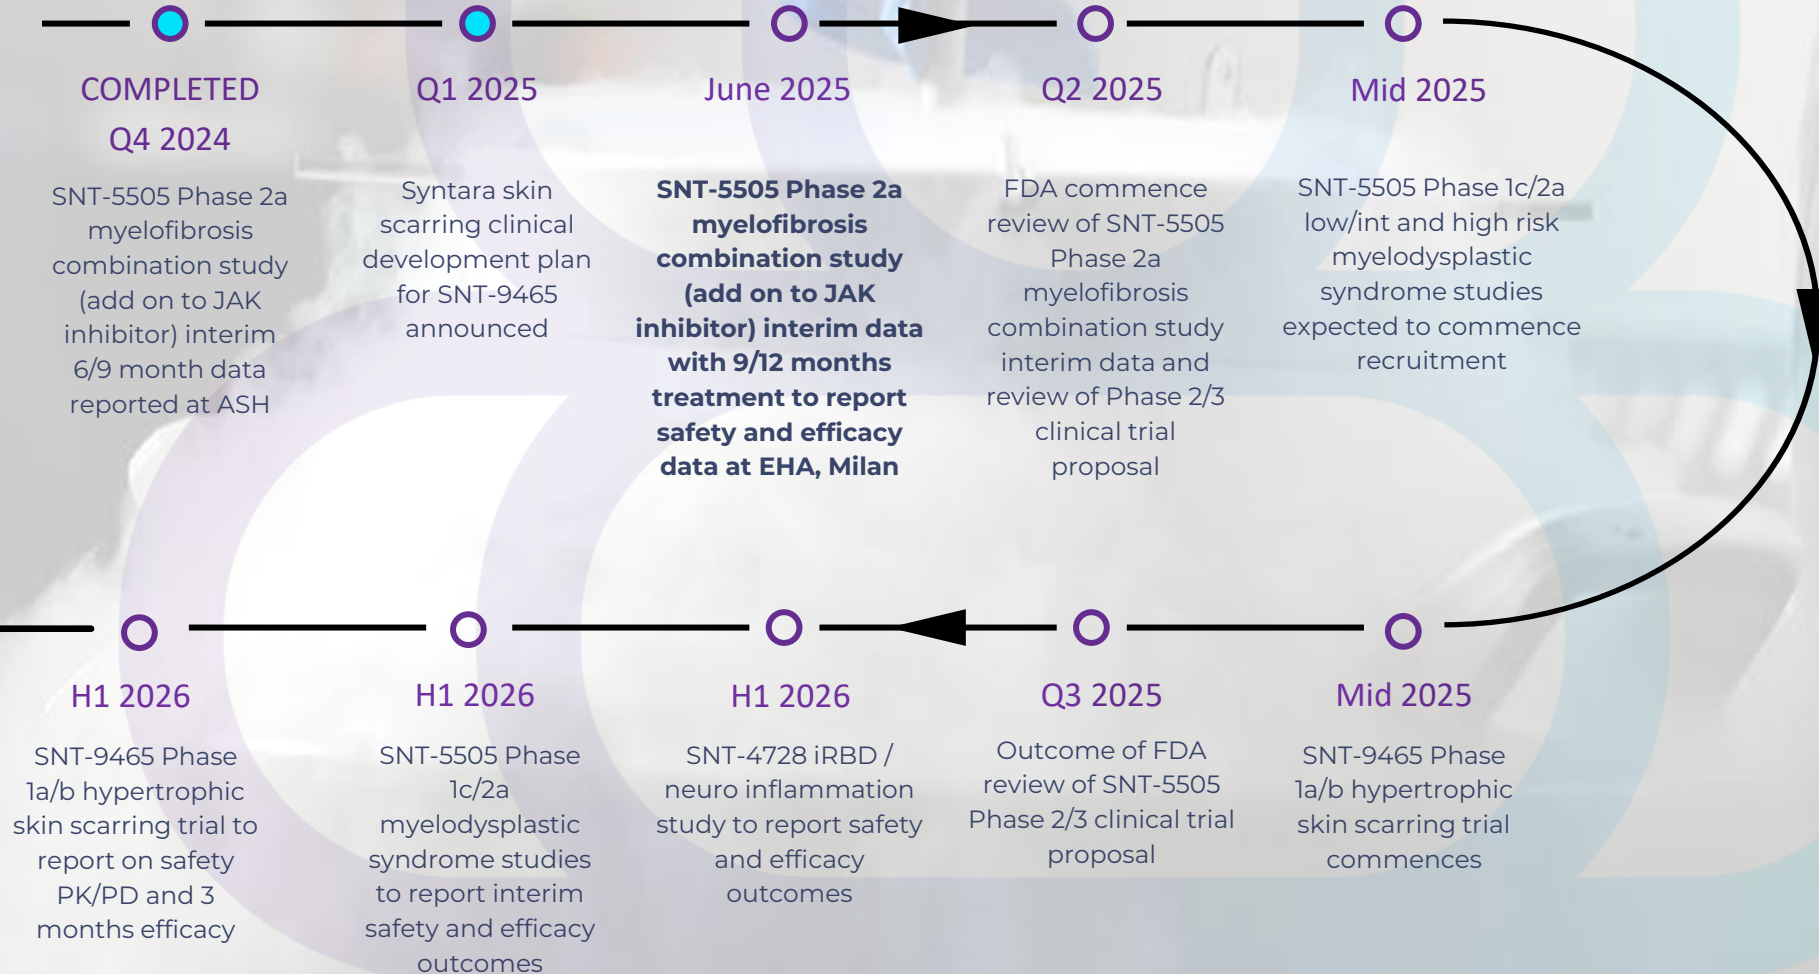 COMPLETED
Q4 2024
SNT-5505 Phase 2a
myelofibrosis
combination study
(add on to JAK
inhibitor) interim
6/9 month data
reported at ASH
Q1 2025
Syntara skin
scarring clinical
development plan
for SNT-9465
announced
June 2025
SNT-5505 Phase 2a
myelofibrosis
combination study
(add on to JAK
inhibitor) interim data
with 9/12 months
treatment to report
safety and efficacy
data at EHA, Milan
Q2 2025
FDA commence
review of SNT-5505
Phase 2a
myelofibrosis
combination study
interim data and
review of Phase 2/3
clinical trial
proposal
Mid 2025
SNT-5505 Phase 1c/2a
low/int and high risk
myelodysplastic
syndrome studies
expected to commence
recruitment
Mid 2025
SNT-9465 Phase
1a/b hypertrophic
skin scarring trial
commences
Q3 2025
Outcome of FDA
review of SNT-5505
Phase 2/3 clinical trial
proposal
H1 2026
SNT-4728 iRBD /
neuro inflammation
study to report safety
and efficacy
outcomes
H1 2026
SNT-5505 Phase
1c/2a
myelodysplastic
syndrome studies
to report interim
safety and efficacy
outcomes
H1 2026
SNT-9465 Phase
1a/b hypertrophic
skin scarring trial to
report on safety
PK/PD and 3
months efficacy